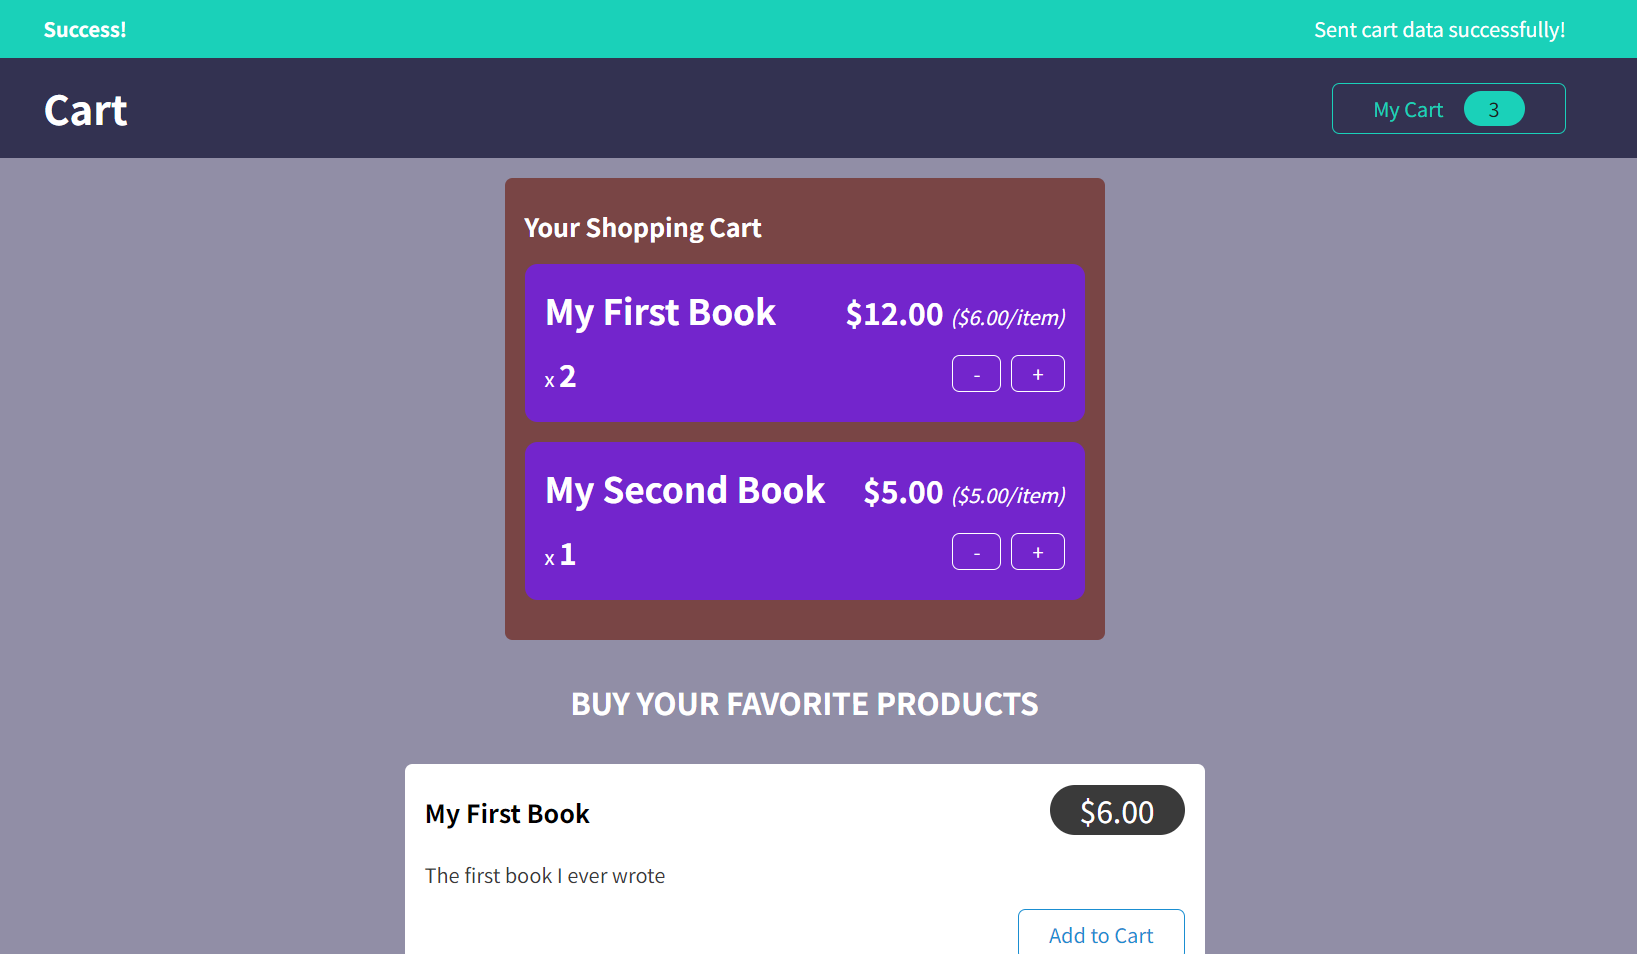 Success! Sent cart data successfully!
Cart My Cart 3
Your Shopping Cart
My First Book $12.00 ($6.00/item)
x 2 - +
My Second Book $5.00 ($5.00/item)
x 1 - +
BUY YOUR FAVORITE PRODUCTS
My First Book $6.00
The first book I ever wrote
Add to Cart